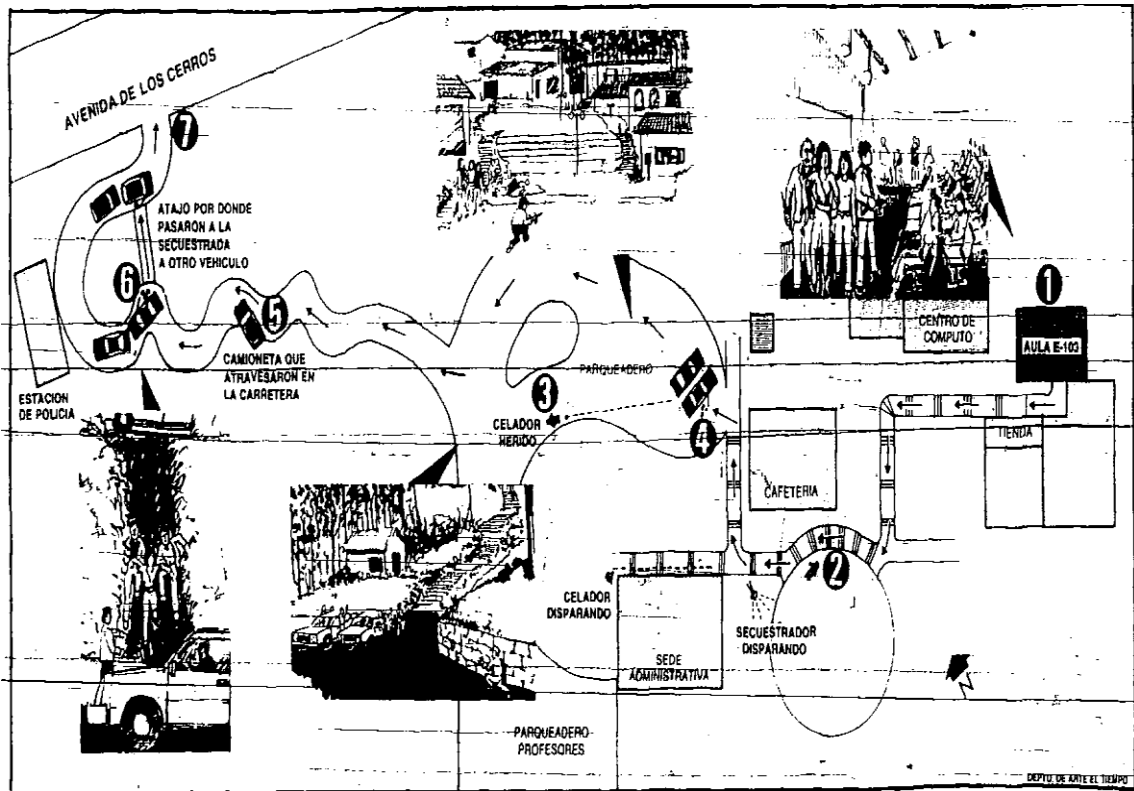 AVENIDA DE LOS CERROS
7
ATAJO POR DONDE
PASARON A LA
SECUESTRADA
A OTRO VEHICULO
6
5
CAMIONETA QUE
ATRAVESARON EN
LA CARRETERA
ESTACION
DE POLICIA
PARQUEADERO
3
CELADOR
HERIDO
4
CENTRO DE
COMPUTO
1
AULA E-103
TIENDA
CAFETERIA
2
CELADOR
DISPARANDO
SECUESTRADOR
DISPARANDO
SEDE
ADMINISTRATIVA
N
PARQUEADERO
PROFESORES
DEPTO. DE ARTE EL TIEMPO